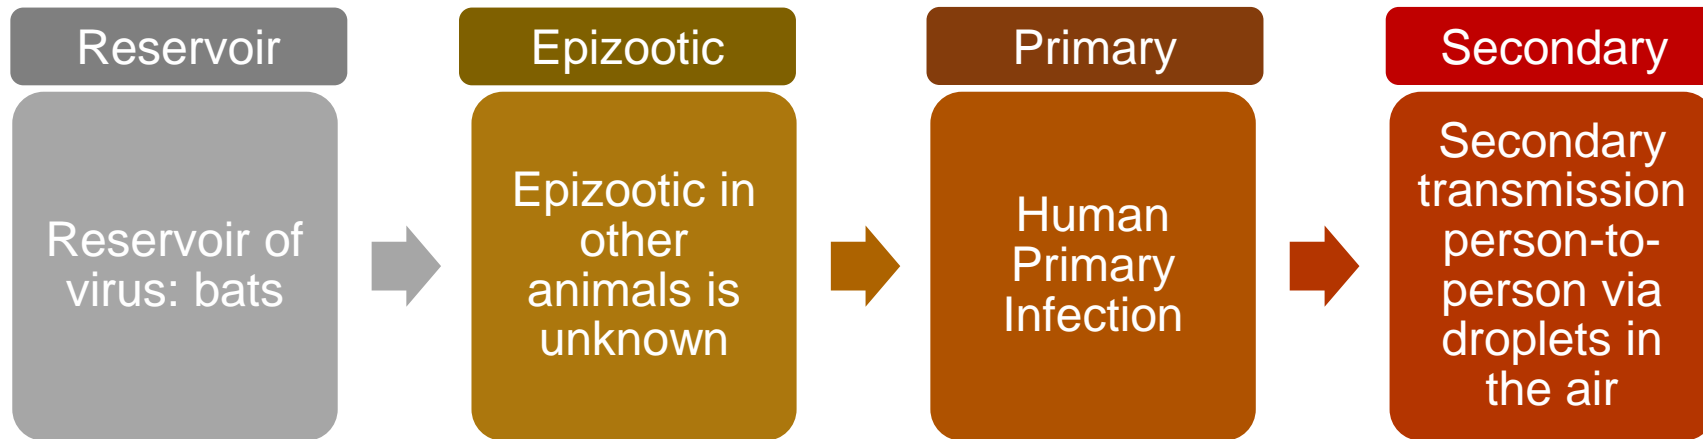 Reservoir
Reservoir of
virus: bats
Epizootic
Epizootic in
other
animals is
unknown
Primary
Human
Primary
Infection
Secondary
Secondary
transmission
person-to-
person via
droplets in
the air